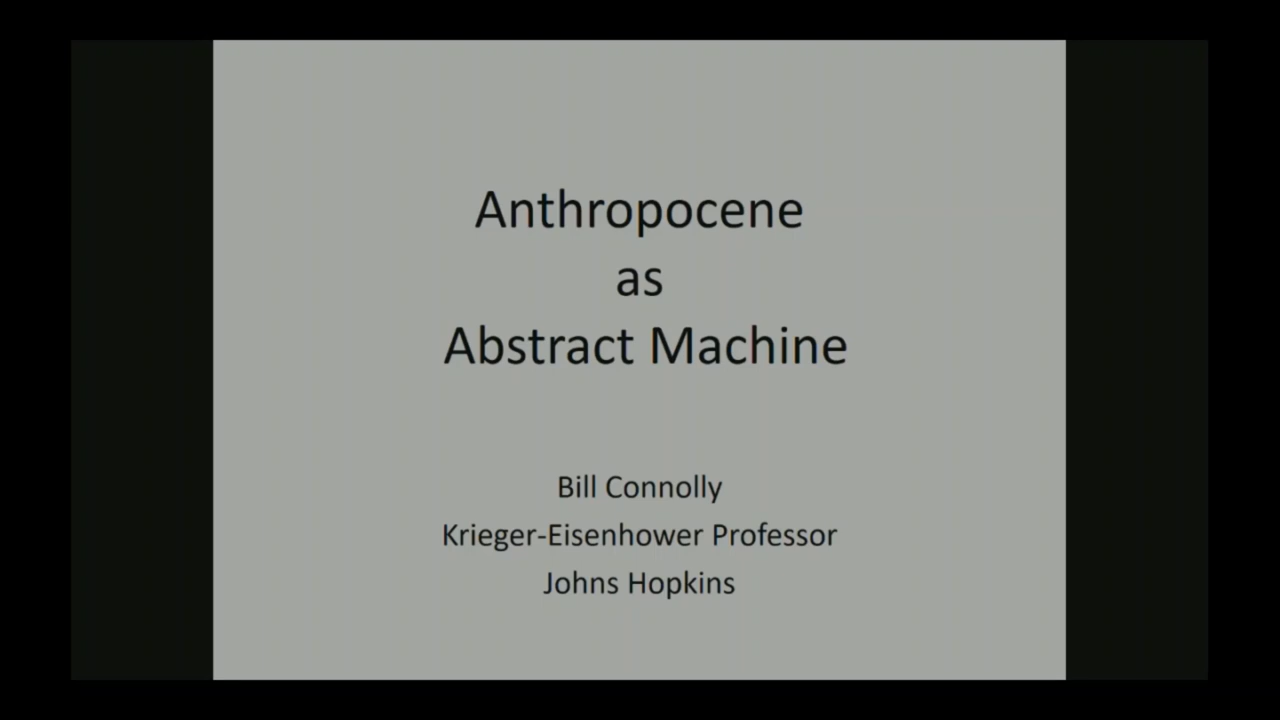 Anthropocene
as
Abstract Machine
Bill Connolly
Krieger-Eisenhower Professor
Johns Hopkins